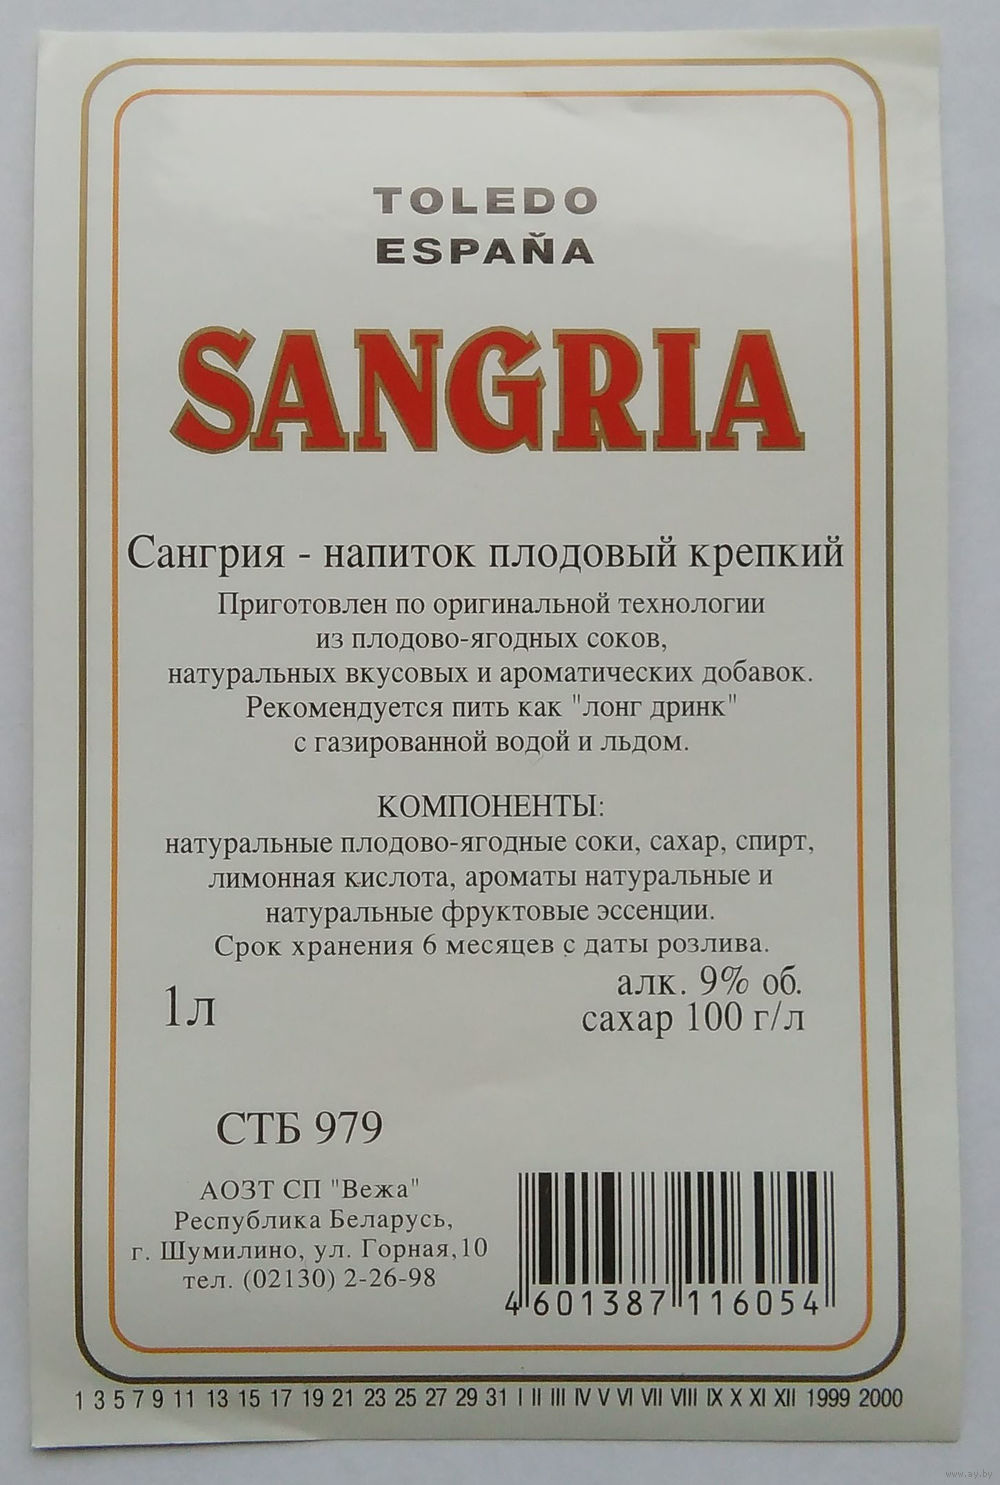 TOLEDO
ESPAÑA
SANGRIA
Сангрия - напиток плодовый крепкий
Приготовлен по оригинальной технологии
из плодово-ягодных соков,
натуральных вкусовых и ароматических добавок.
Рекомендуется пить как "лонг дринк"
с газированной водой и льдом.
КОМПОНЕНТЫ:
натуральные плодово-ягодные соки, сахар, спирт,
лимонная кислота, ароматы натуральные и
натуральные фруктовые эссенции.
Срок хранения 6 месяцев с даты розлива.
алк. 9% об.
1л
сахар 100 г/л
СТБ 979
АОЗТ СП "Вежа"
Республика Беларусь,
г. Шумилино, ул. Горная,10
тел. (02130) 2-26-98
4 601387 116054
1 3 5 7 9 11 13 15 17 19 21 23 25 27 29 31 I II III IV V VI VII VIII IX X XI XII 1999 2000
www.ay.by